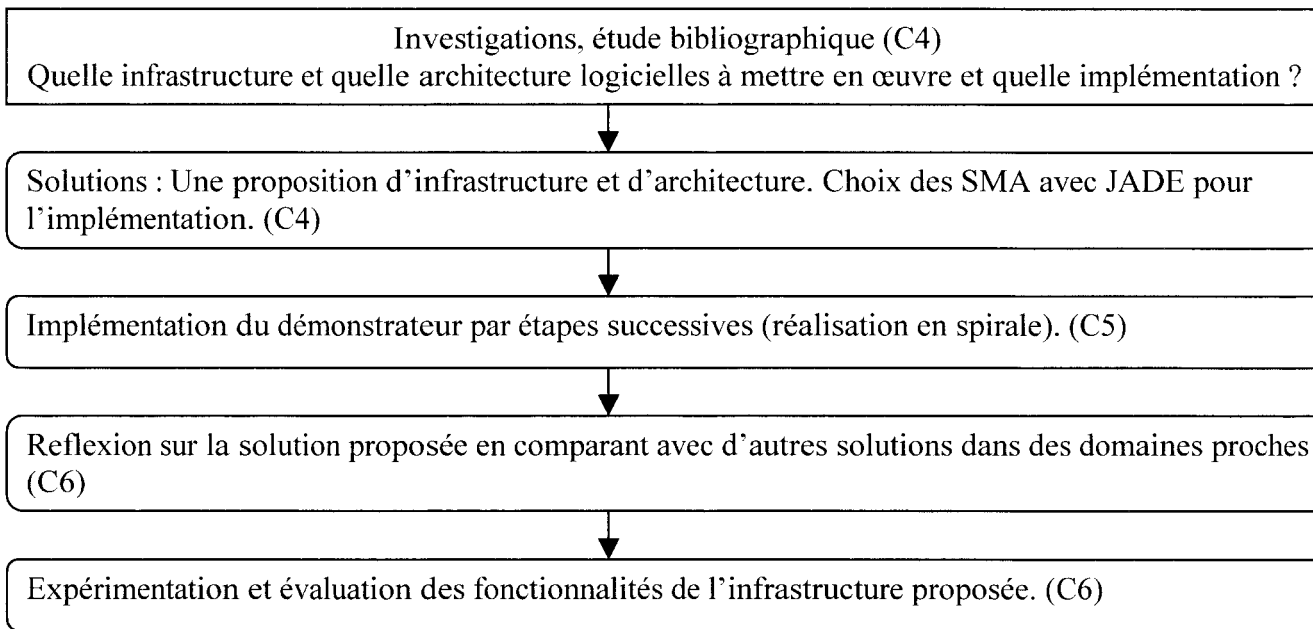 Investigations, étude bibliographique (C4)
Quelle infrastructure et quelle architecture logicielles à mettre en œuvre et quelle implémentation ?
Solutions : Une proposition d'infrastructure et d'architecture. Choix des SMA avec JADE pour
l'implémentation. (C4)
Implémentation du démonstrateur par étapes successives (réalisation en spirale). (C5)
Reflexion sur la solution proposée en comparant avec d'autres solutions dans des domaines proches
(C6)
Expérimentation et évaluation des fonctionnalités de l'infrastructure proposée. (C6)